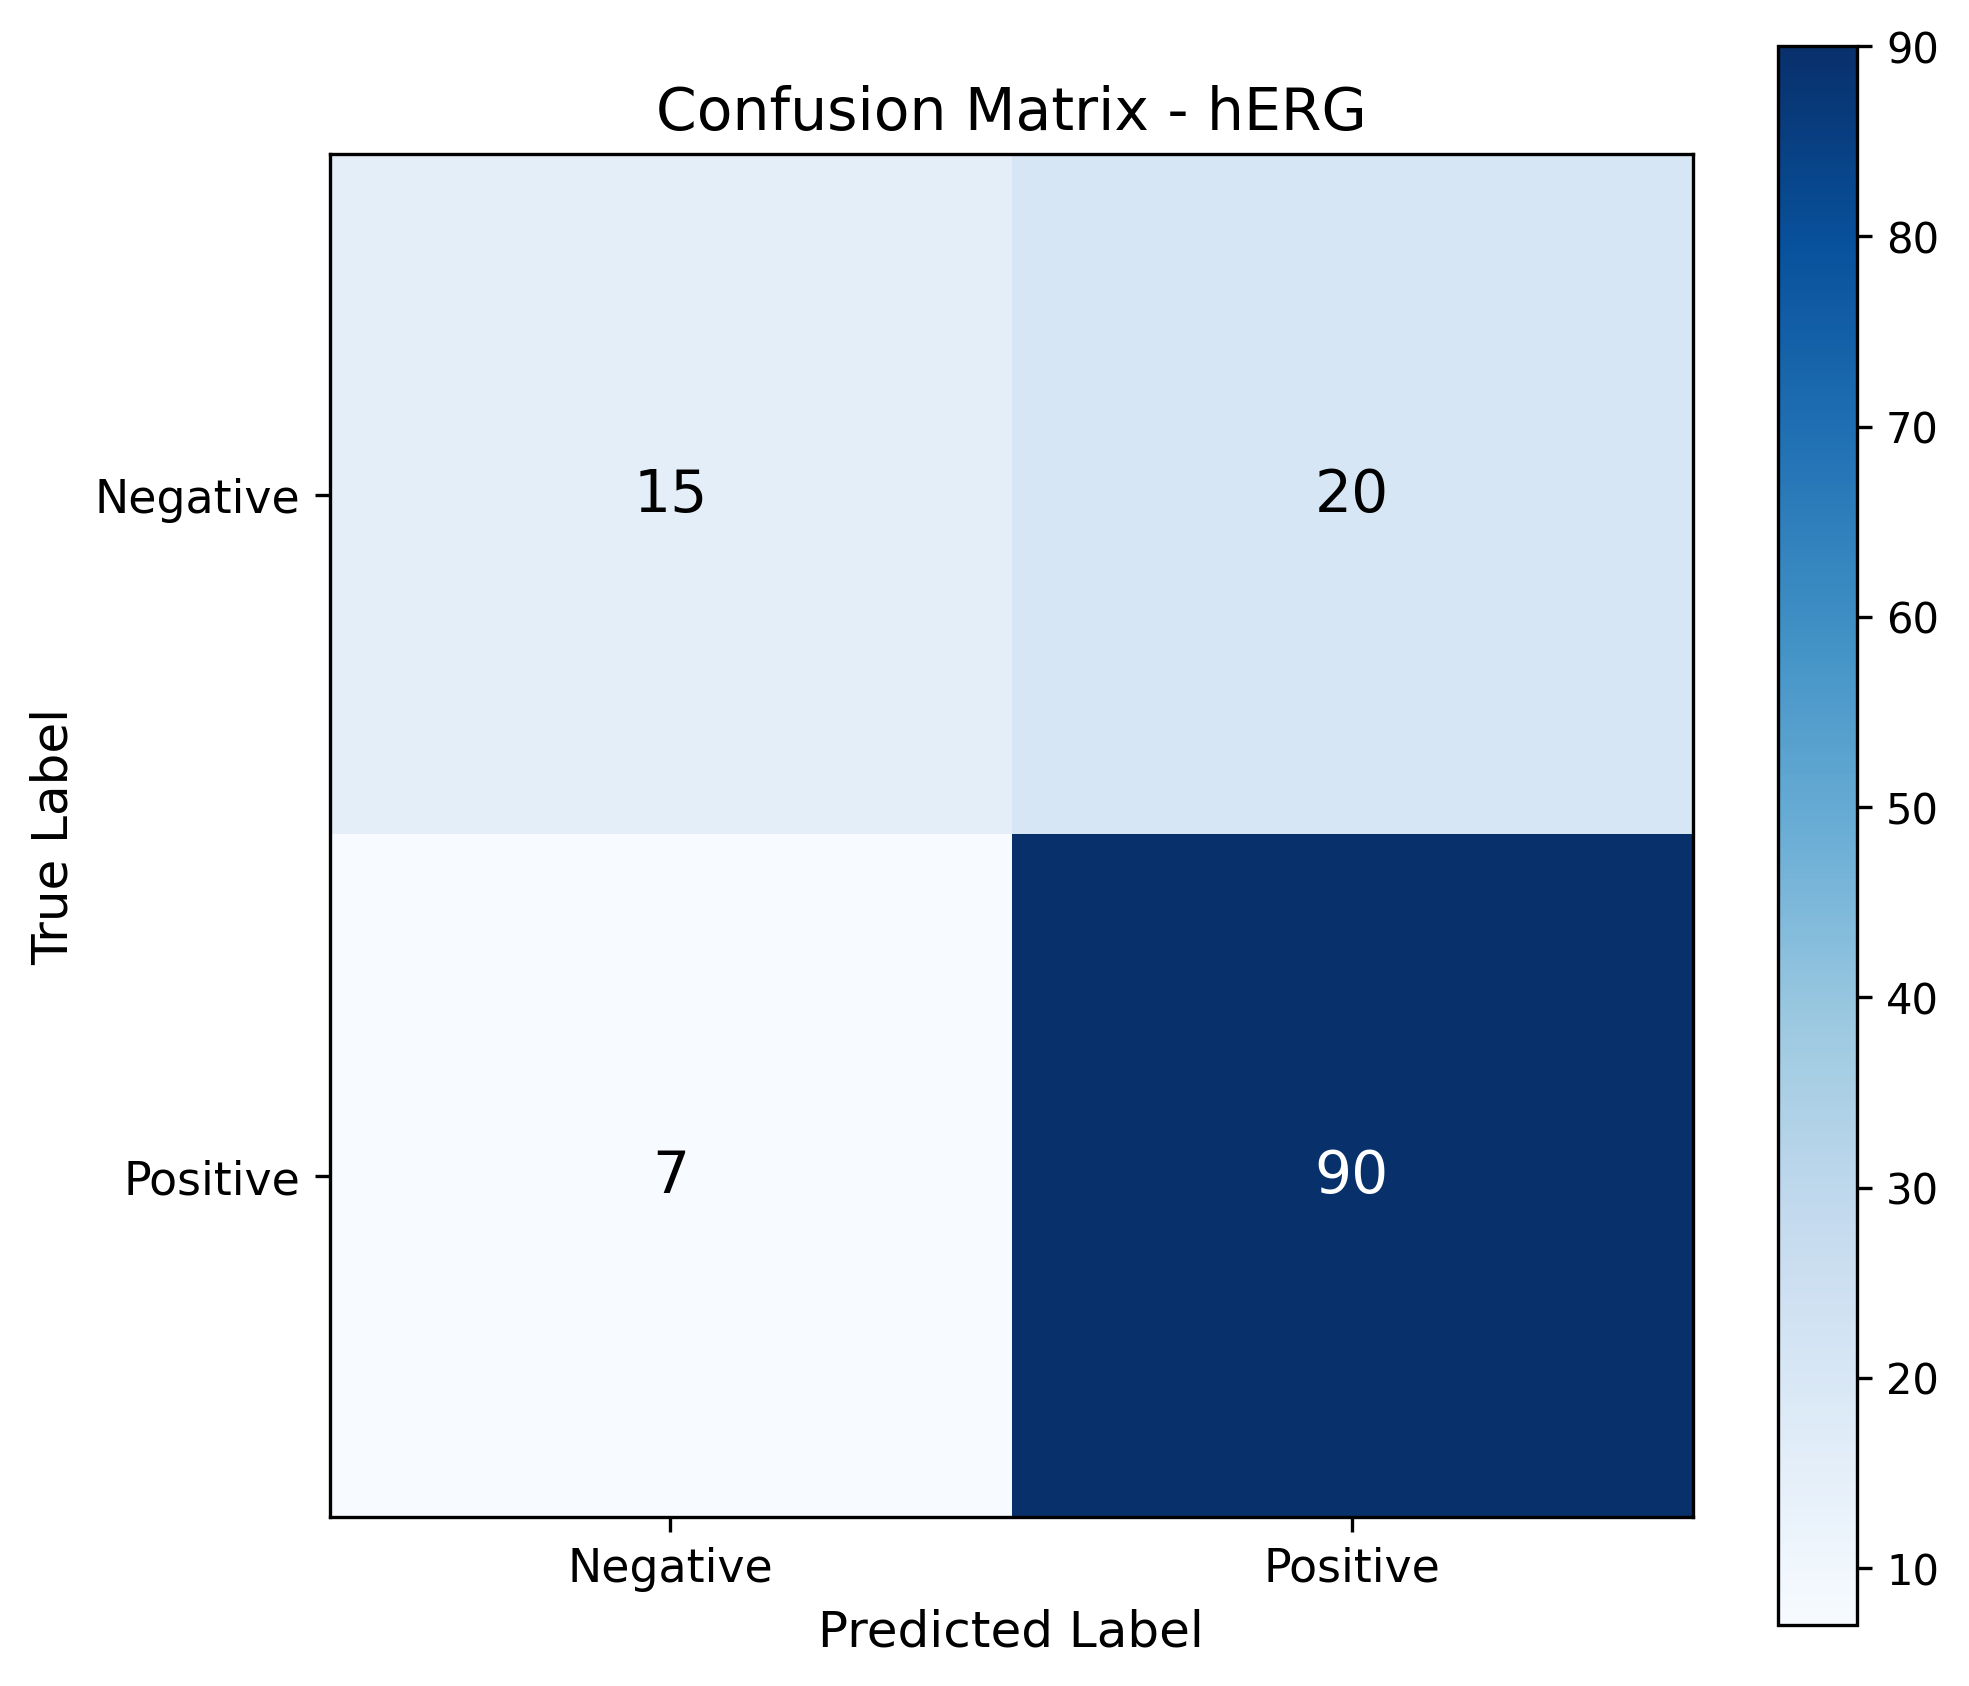 Confusion Matrix - hERG
True Label
Negative
Positive
15
20
7
90
Negative
Positive
Predicted Label
90
80
70
60
50
40
30
20
10